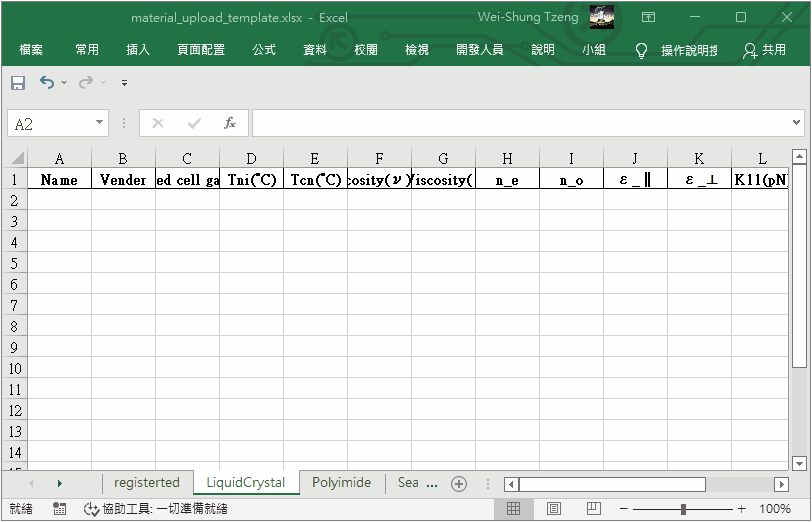 material_upload_template.xlsx - Excel
Wei-Shung Tzeng
檔案 常用 插入 頁面配置 公式 資料 校閱 檢視 開發人員 說明 小組 操作說明搜 共用
A2
fx
A B C D E F G H I J K L
1 Name Vender ed cell ga Tni(℃) Tcn(℃) cosity(ν) Viscosity( n_e n_o ε_∥ ε_⊥ K11(pN)
2
3
4
5
6
7
8
9
10
11
12
13
14
15
registerted LiquidCrystal Polyimide Sea ...
就緒 協助工具: 一切準備就緒 100%